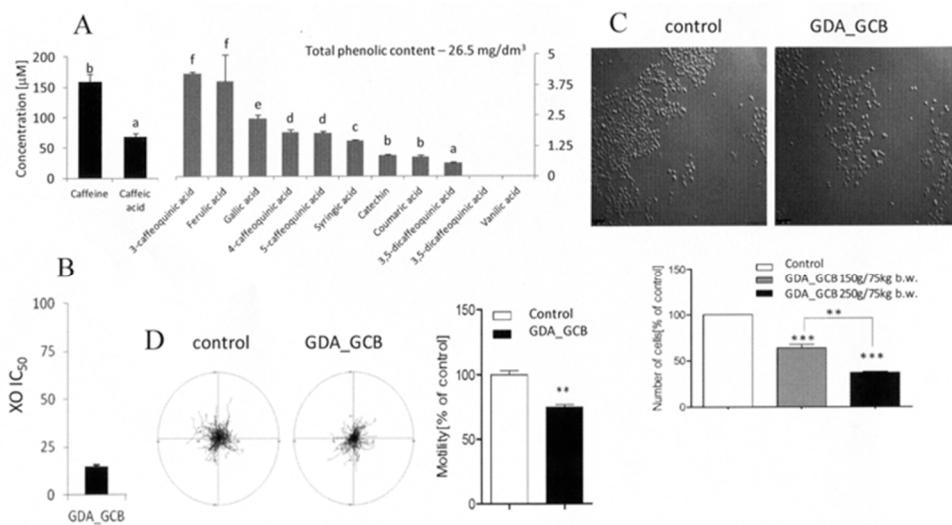 A
Total phenolic content – 26.5 mg/dm³
Concentration [µM]
200
150
100
50
0
b
a
f
f
e
d
d
c
b
b
a
5
3.75
2.5
1.25
0
Caffeine
Caffeic
acid
3-caffeoquinic acid
Ferulic acid
Gallic acid
4-caffeoquinic acid
5-caffeoquinic acid
Syringic acid
Catechin
Coumaric acid
3,5-dicaffeoquinic acid
3,5-dicaffeoquinic acid
Vanilic acid
B
XO IC₅₀
100
75
50
25
0
GDA_GCB
C
control
GDA_GCB
Control
GDA_GCB 150g/75kg b.w.
GDA_GCB 250g/75kg b.w.
Number of cells[% of control]
150
100
50
0
***
**
***
D
control
GDA_GCB
Control
GDA_GCB
Motility[% of control]
150
100
50
0
**